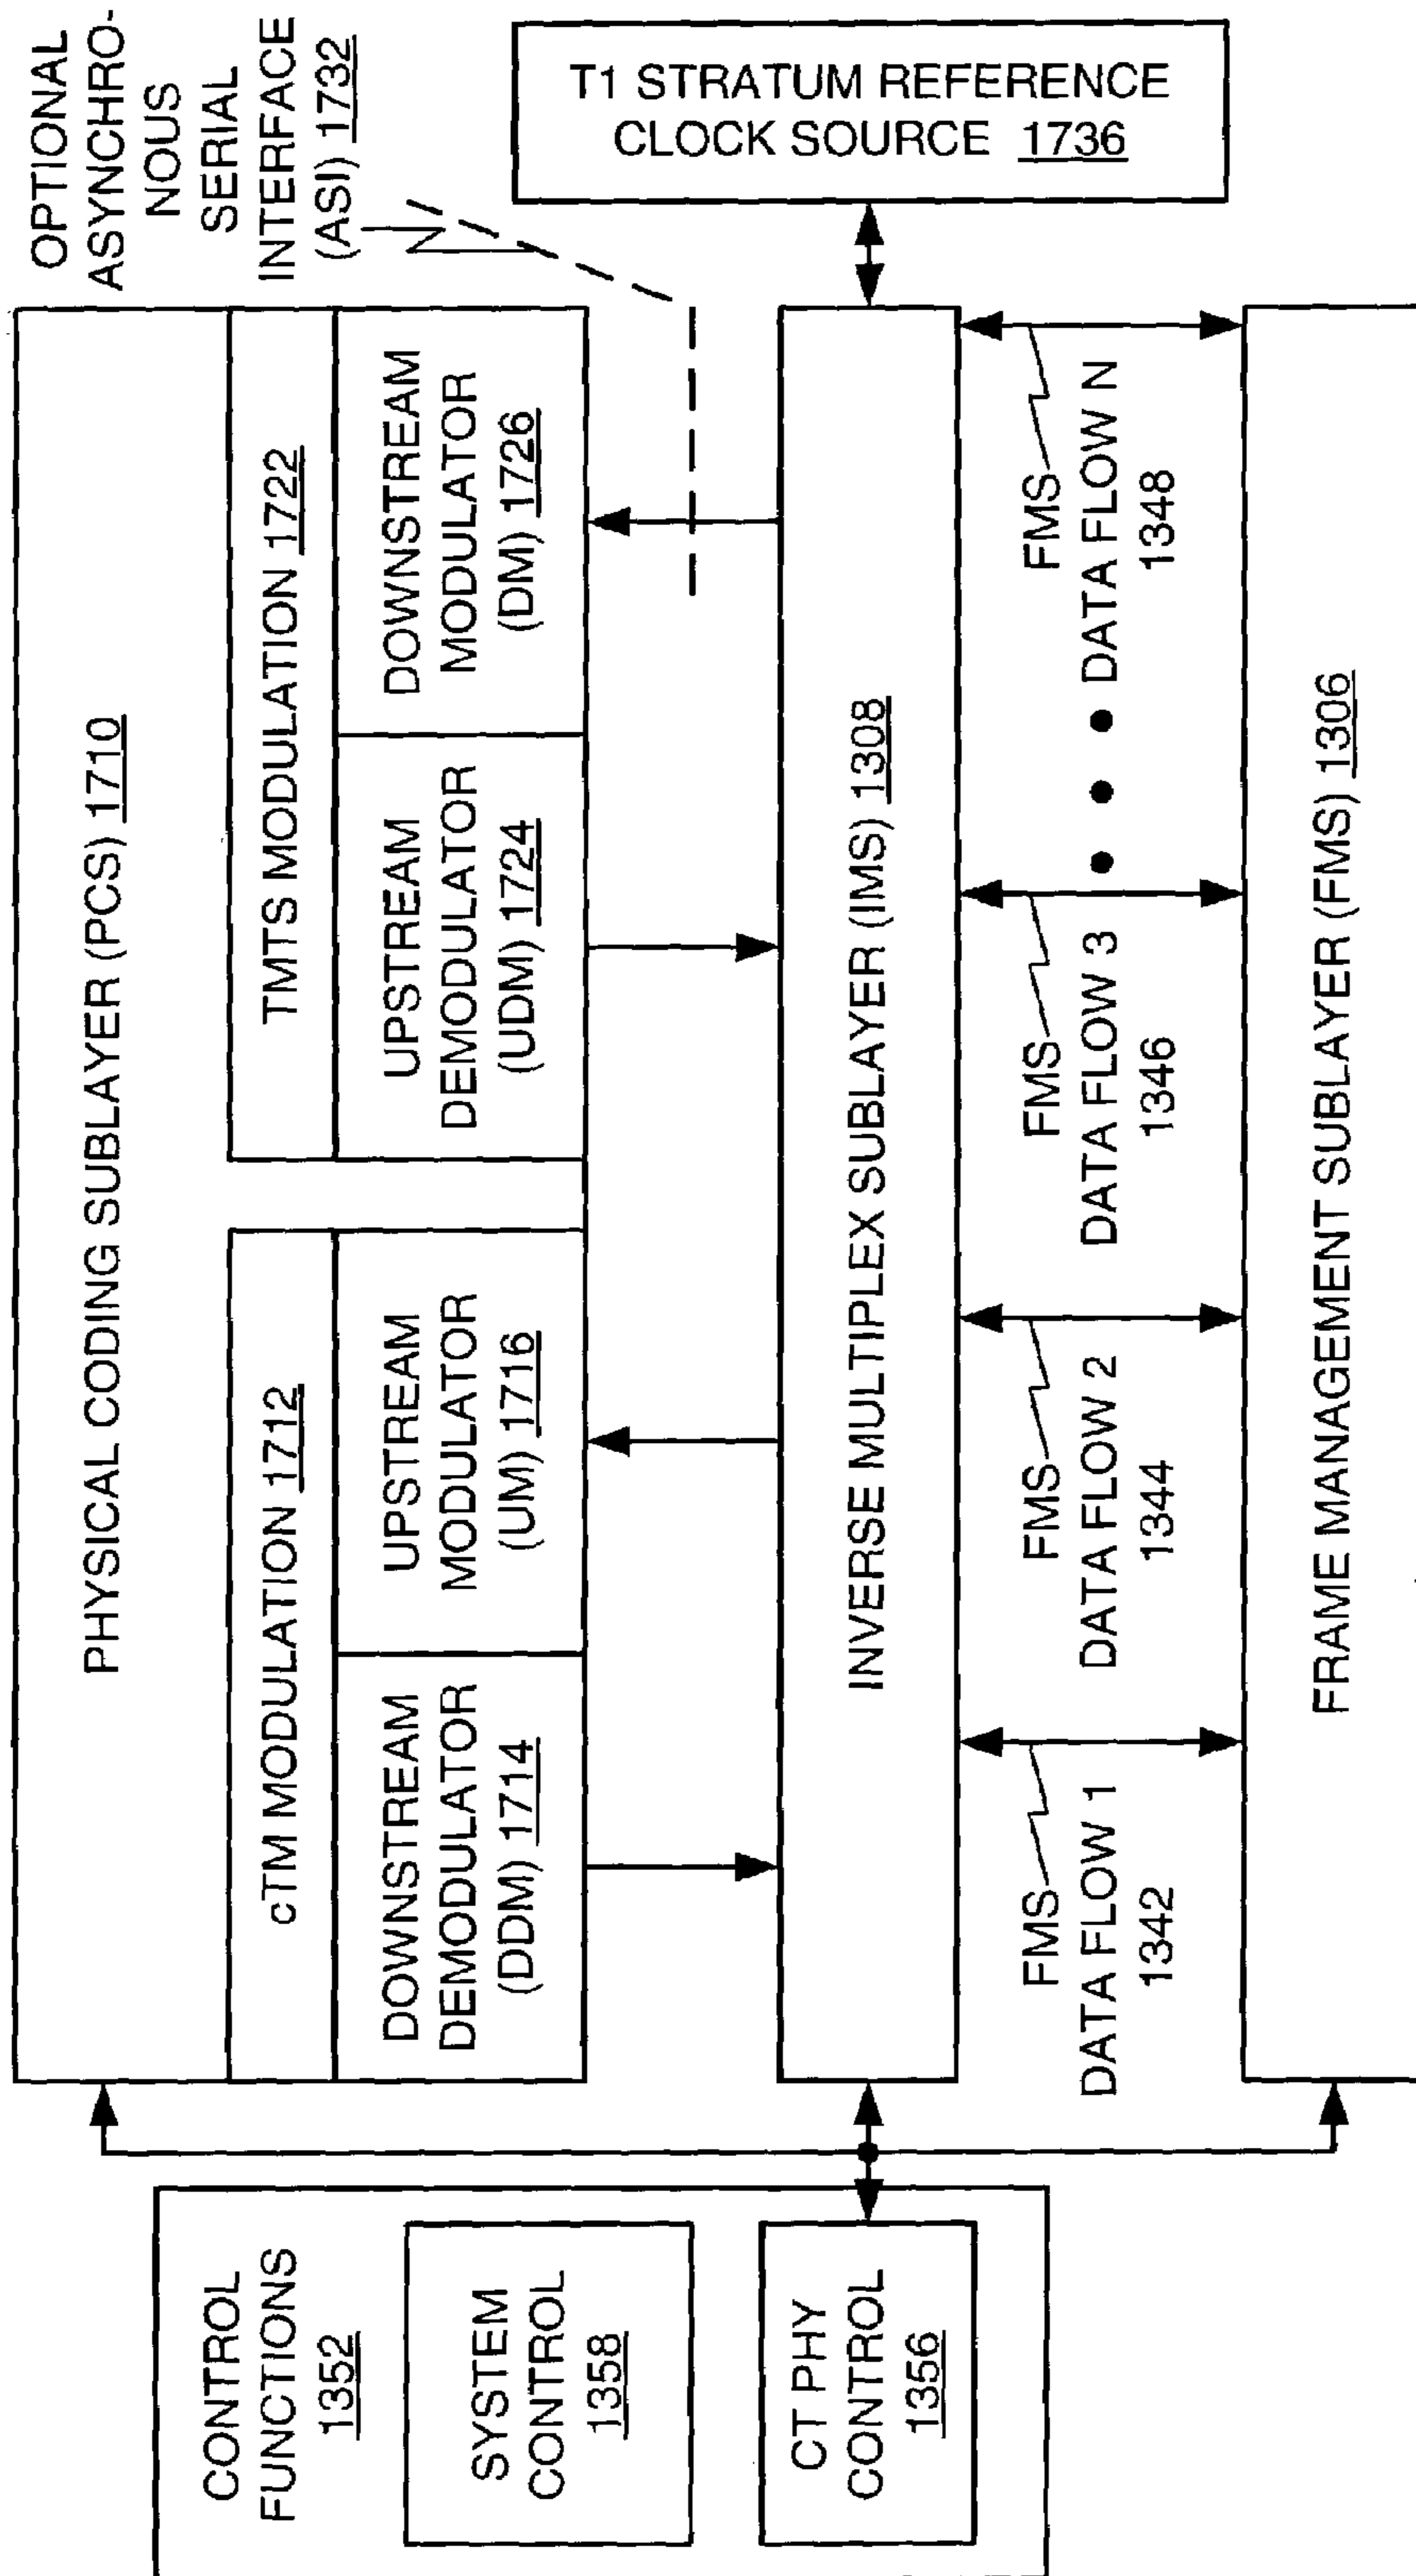 OPTIONAL
ASYNCHRO-
NOUS
SERIAL
INTERFACE
(ASI) 1732
T1 STRATUM REFERENCE
CLOCK SOURCE 1736
PHYSICAL CODING SUBLAYER (PCS) 1710
cTM MODULATION 1712
DOWNSTREAM
DEMODULATOR
(DDM) 1714
UPSTREAM
MODULATOR
(UM) 1716
TMTS MODULATION 1722
UPSTREAM
DEMODULATOR
(UDM) 1724
DOWNSTREAM
MODULATOR
(DM) 1726
INVERSE MULTIPLEX SUBLAYER (IMS) 1308
FMS
DATA FLOW 1
1342
FMS
DATA FLOW 2
1344
FMS
DATA FLOW 3
1346
FMS
DATA FLOW N
1348
FRAME MANAGEMENT SUBLAYER (FMS) 1306
CONTROL
FUNCTIONS
1352
SYSTEM
CONTROL
1358
CT PHY
CONTROL
1356